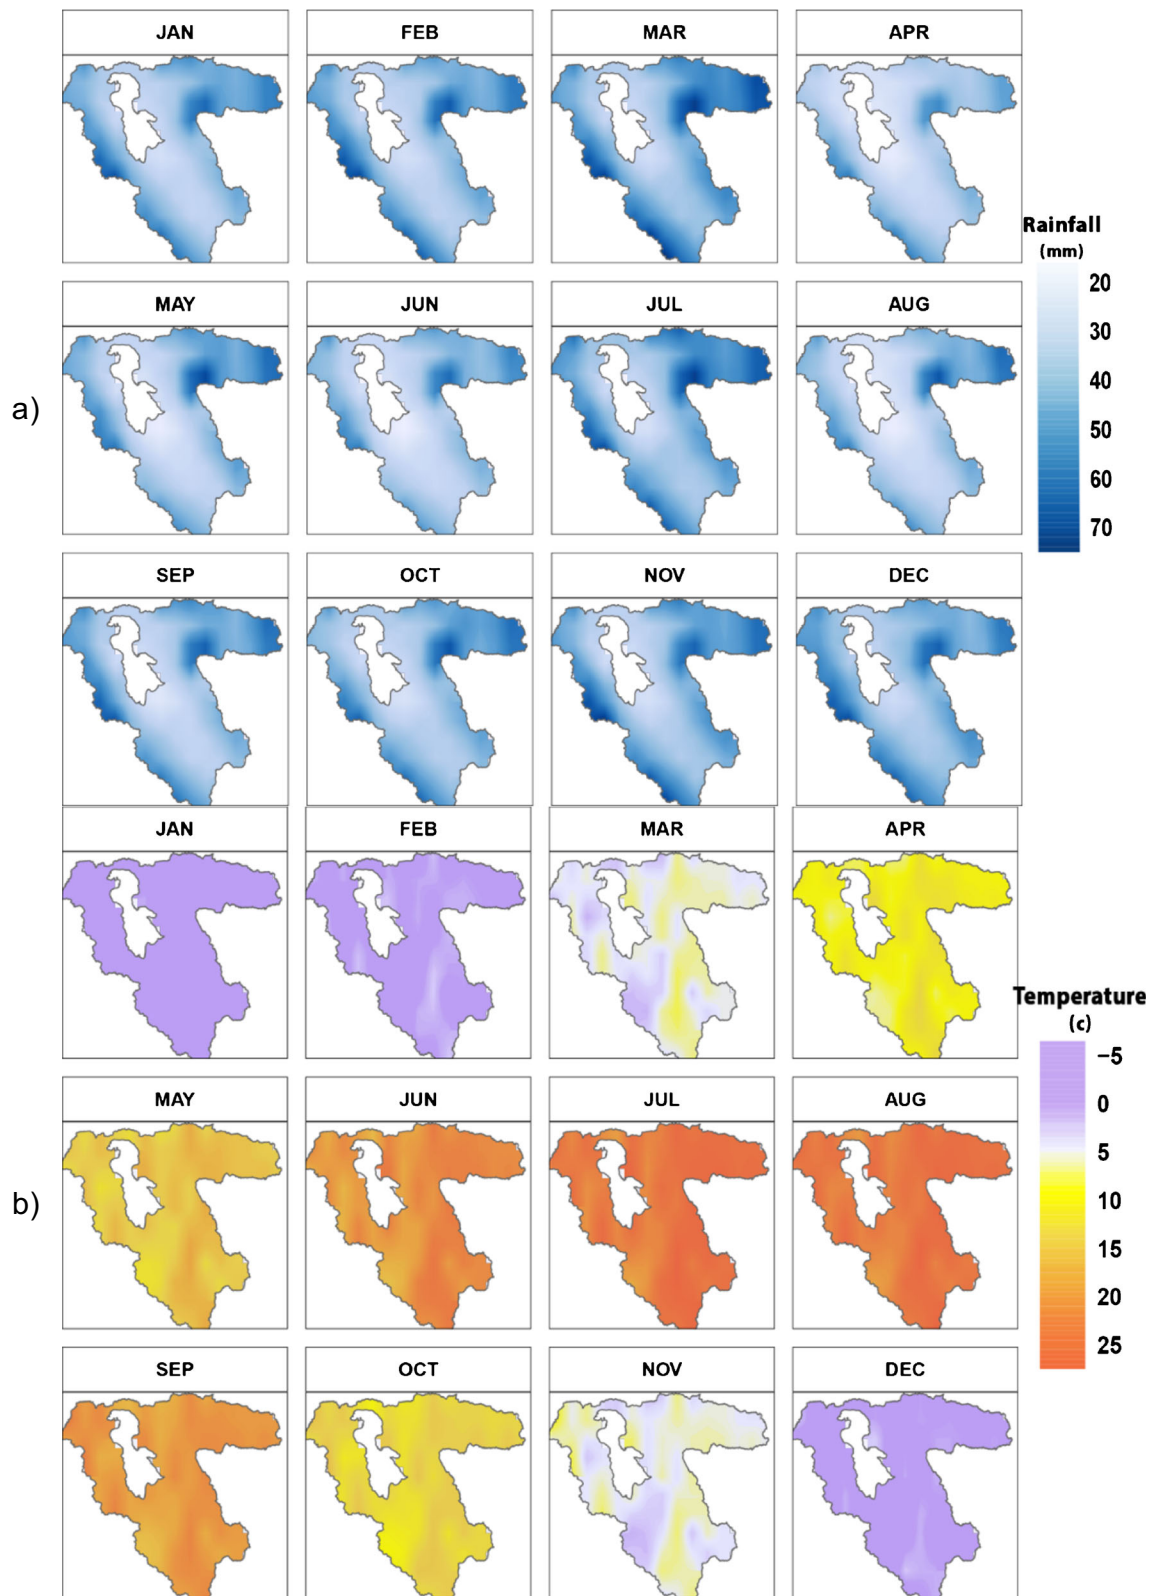 JAN FEB MAR APR
Rainfall
(mm)
20
30
40
50
60
70
MAY JUN JUL AUG
a)
SEP OCT NOV DEC
JAN FEB MAR APR
Temperature
(c)
−5
0
5
10
15
20
25
MAY JUN JUL AUG
b)
SEP OCT NOV DEC